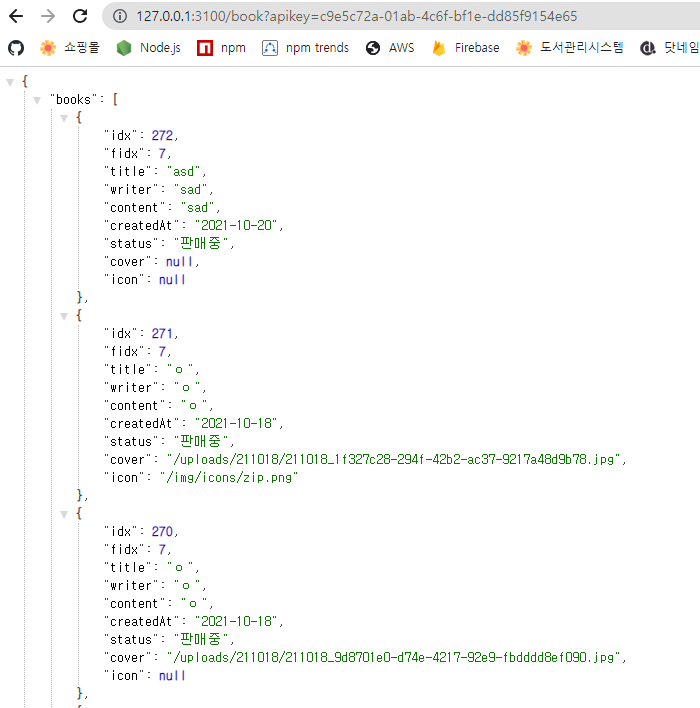 127.0.0.1:3100/book?apikey=c9e5c72a-01ab-4c6f-bf1e-dd85f9154e65
쇼핑몰 Node.js npm npm trends AWS Firebase 도서관리시스템 닷네임
{
"books": [
{
"idx": 272,
"fidx": 7,
"title": "asd",
"writer": "sad",
"content": "sad",
"createdAt": "2021-10-20",
"status": "판매중",
"cover": null,
"icon": null
},
{
"idx": 271,
"fidx": 7,
"title": "ㅇ",
"writer": "ㅇ",
"content": "ㅇ",
"createdAt": "2021-10-18",
"status": "판매중",
"cover": "/uploads/211018/211018_1f327c28-294f-42b2-ac37-9217a48d9b78.jpg",
"icon": "/img/icons/zip.png"
},
{
"idx": 270,
"fidx": 7,
"title": "ㅇ",
"writer": "ㅇ",
"content": "ㅇ",
"createdAt": "2021-10-18",
"status": "판매중",
"cover": "/uploads/211018/211018_9d8701e0-d74e-4217-92e9-fbdddd8ef090.jpg",
"icon": null
},